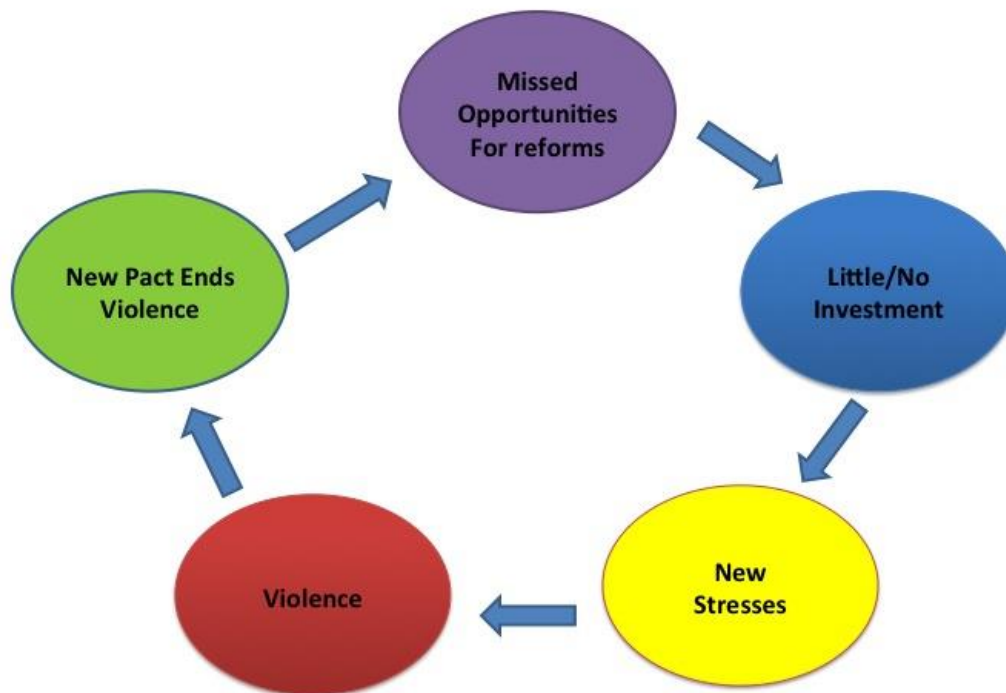 Missed
Opportunities
For reforms
Little/No
Investment
New
Stresses
Violence
New Pact Ends
Violence